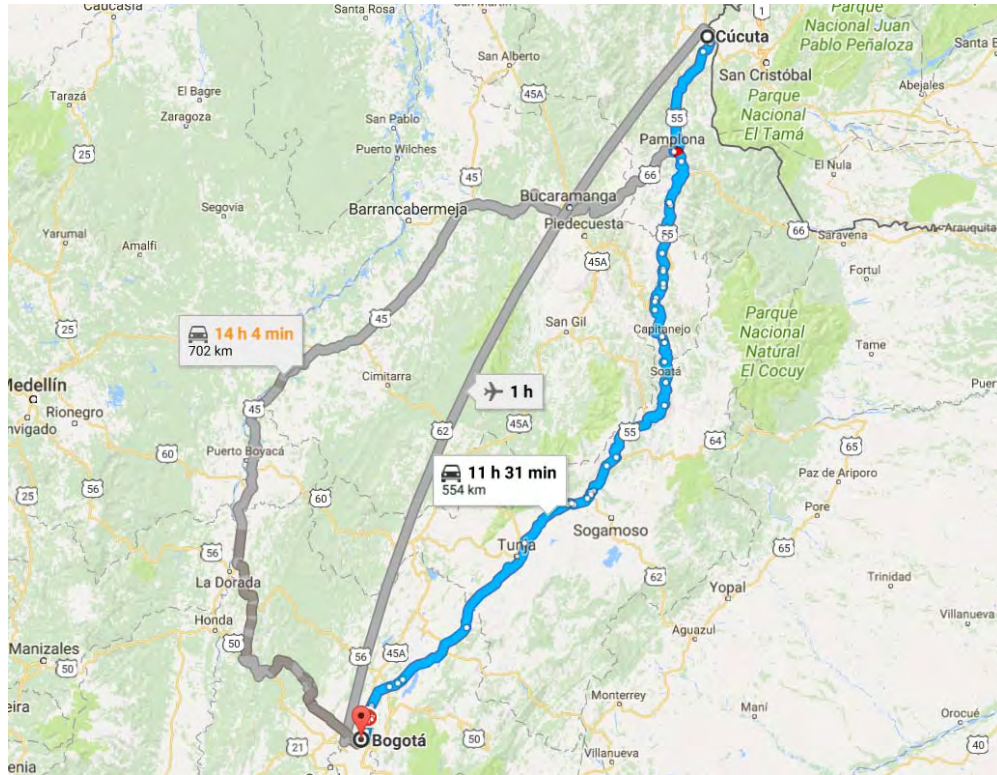 Caucasia
Santa Rosa
1
Parque
Nacional Juan
Pablo Peñaloza
Cúcuta
Santa B
San Alberto
San Cristóbal
Abejales
Tarazá
El Bagre
Zaragoza
45A
Parque
Nacional
El Tamá
San Pablo
55
25
Puerto Wilches
Pamplona
El Nula
45
66
Segovia
Barrancabermeja
Bucaramanga
Piedecuesta
Arauquita
Yarumal
Amalfi
55
66
Saravena
45A
Fortul
25
45
San Gil
Capitanejo
Parque
Nacional
Natural
El Cocuy
14 h 4 min
702 km
Tame
Medellín
Cimitarra
Soatá
Rionegro
1 h
nvigado
45
45A
62
55
64
60
Puerto Boyacá
65
11 h 31 min
554 km
Paz de Ariporo
25
56
60
Pore
Sogamoso
Tunja
65
56
La Dorada
62
Yopal
Trinidad
Honda
Villanueva
Aguazul
Manizales
50
45A
50
56
eira
Monterrey
Maní
Orocué
Bogotá
21
50
40
Villanueva
enia